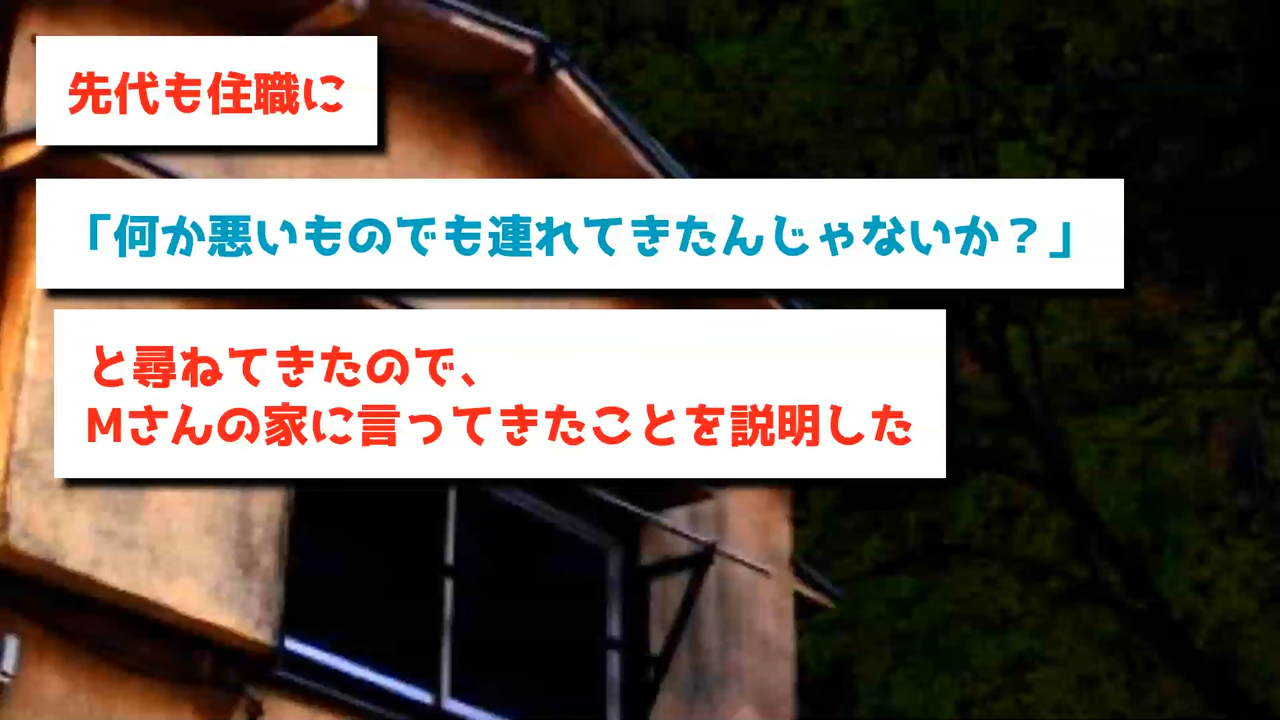 先代も住職に
「何か悪いものでも連れてきたんじゃないか？」
と尋ねてきたので、
Mさんの家に言ってきたことを説明した